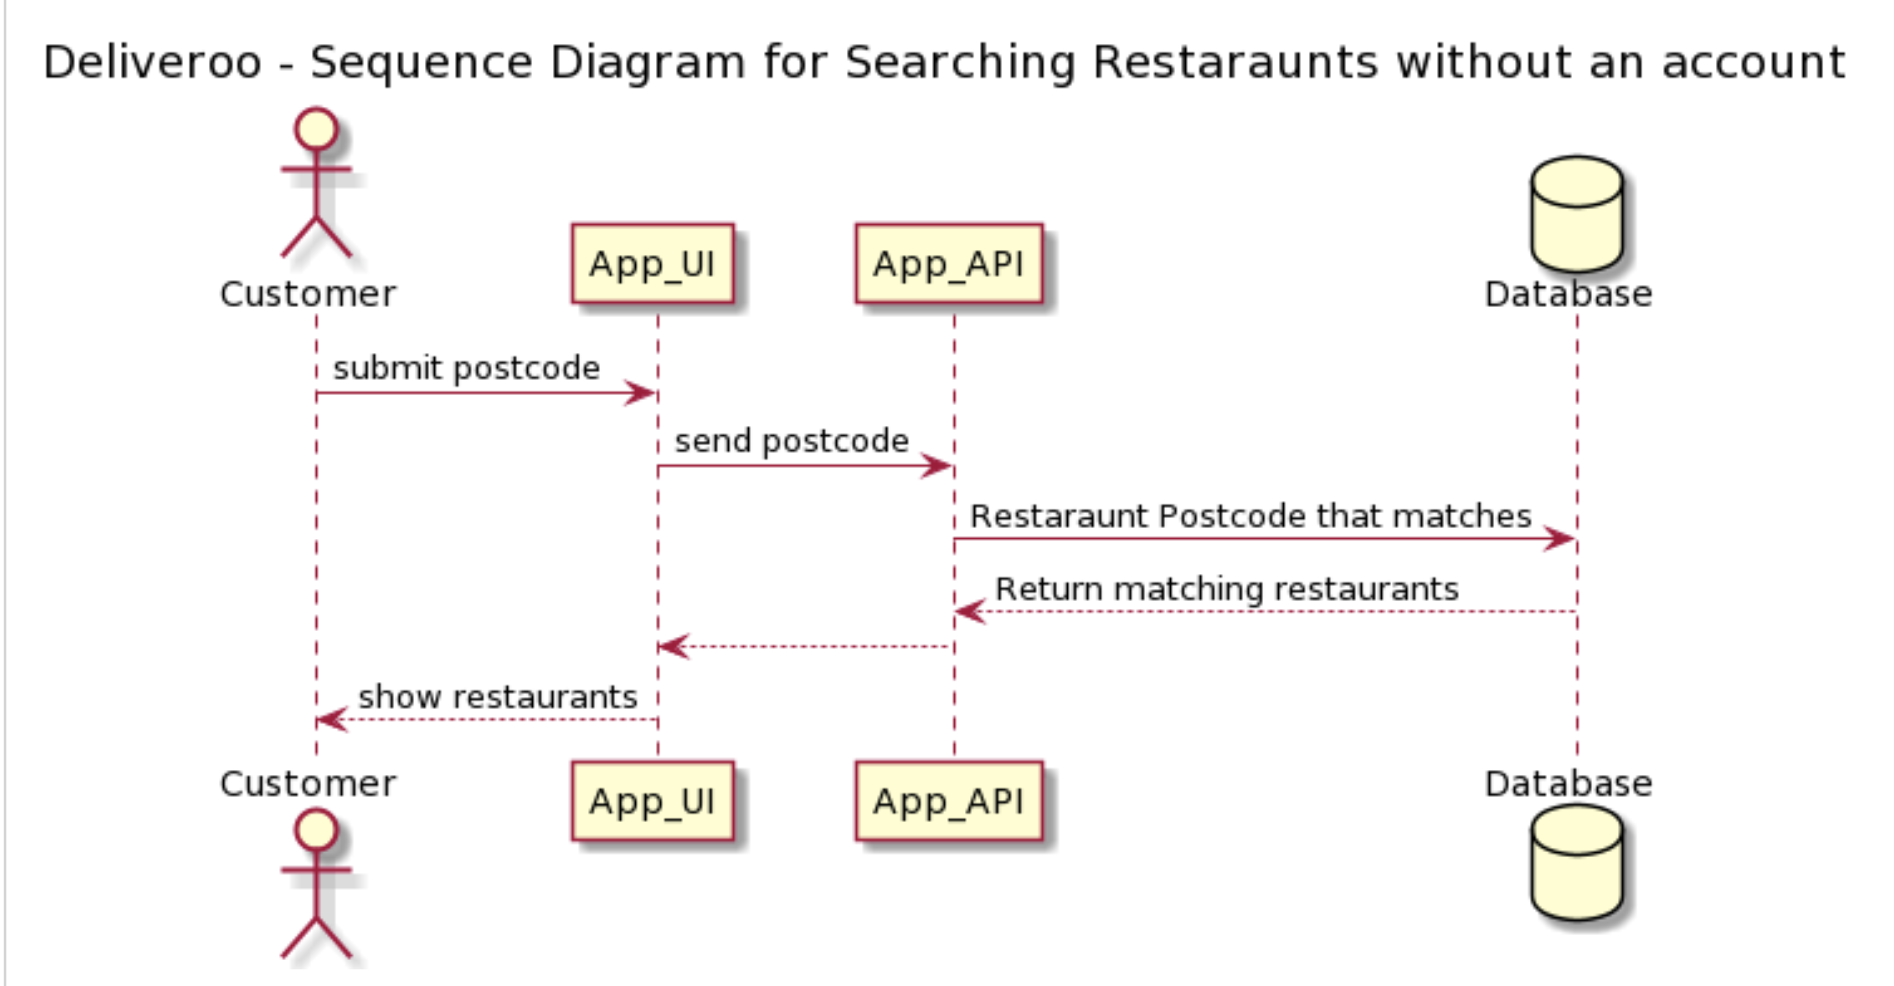 Deliveroo - Sequence Diagram for Searching Restaraunts without an account
Customer
App_UI
App_API
Database
submit postcode
send postcode
Restaraunt Postcode that matches
Return matching restaurants
show restaurants
Customer
App_UI
App_API
Database